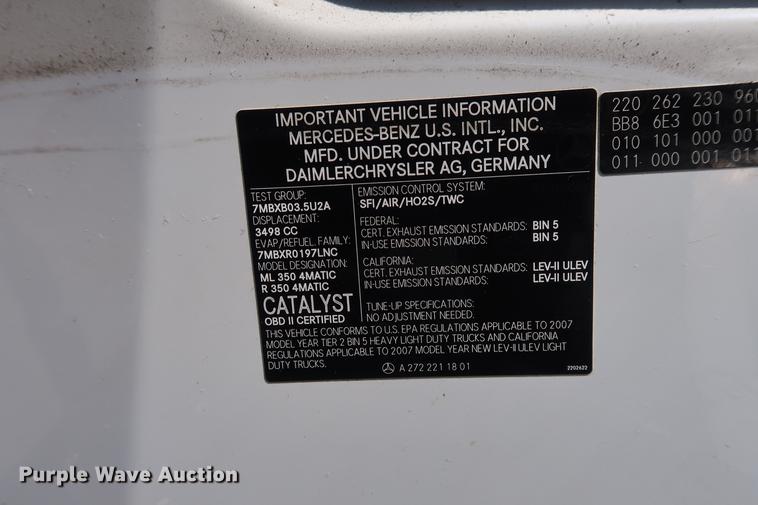 IMPORTANT VEHICLE INFORMATION
MERCEDES-BENZ U.S. INTL., INC.
MFD. UNDER CONTRACT FOR
DAIMLERCHRYSLER AG, GERMANY
TEST GROUP:
7MBXB03.5U2A
DISPLACEMENT:
3498 CC
EVAP/REFUEL. FAMILY:
7MBXR0197LNC
MODEL DESIGNATION:
ML 350 4MATIC
R 350 4MATIC
CATALYST
OBD II CERTIFIED
EMISSION CONTROL SYSTEM:
SFI/AIR/HO2S/TWC
FEDERAL:
CERT. EXHAUST EMISSION STANDARDS: BIN 5
IN-USE EMISSION STANDARDS: BIN 5
CALIFORNIA:
CERT. EXHAUST EMISSION STANDARDS: LEV-II ULEV
IN-USE EMISSION STANDARDS: LEV-II ULEV
TUNE-UP SPECIFICATIONS:
NO ADJUSTMENT NEEDED.
THIS VEHICLE CONFORMS TO U.S. EPA REGULATIONS APPLICABLE TO 2007
MODEL YEAR TIER 2 BIN 5 HEAVY LIGHT DUTY TRUCKS AND CALIFORNIA
REGULATIONS APPLICABLE TO 2007 MODEL YEAR NEW LEV-II ULEV LIGHT
DUTY TRUCKS.
A 272 221 18 01
2202622
220 262 230 960
BB8 6E3 001 011
010 101 000 001
011 000 001 011
Purple Wave Auction